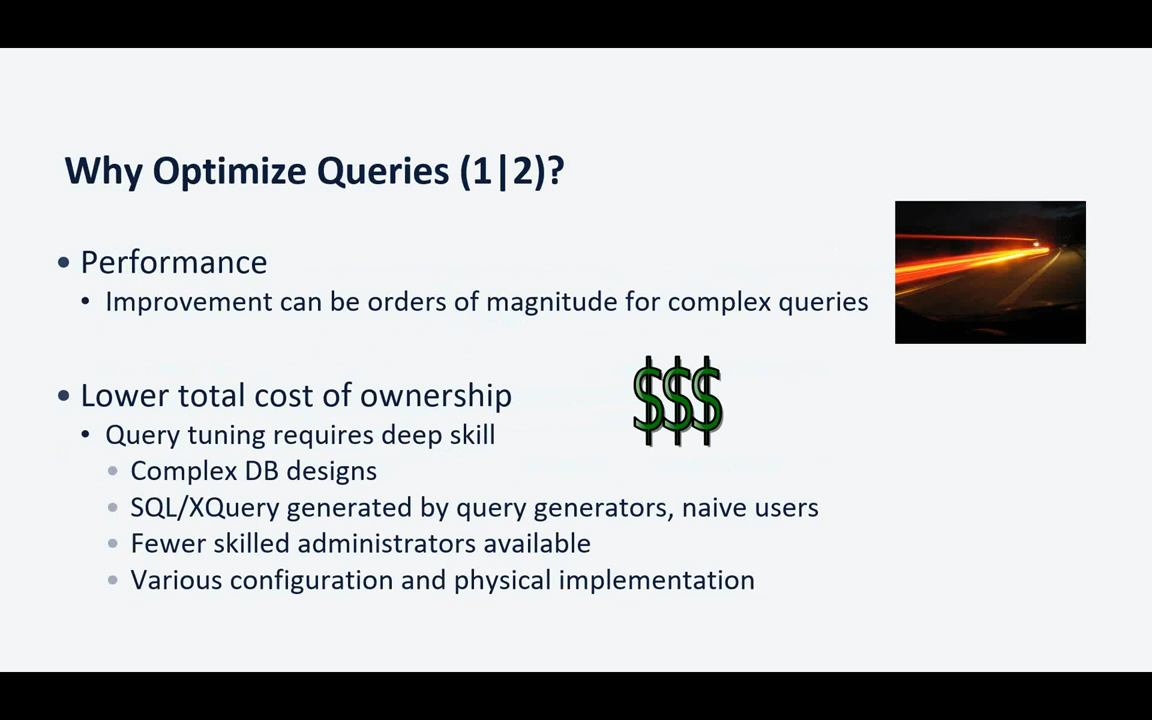 Why Optimize Queries (1|2)?
• Performance
• Improvement can be orders of magnitude for complex queries
• Lower total cost of ownership
$$$
• Query tuning requires deep skill
• Complex DB designs
• SQL/XQuery generated by query generators, naive users
• Fewer skilled administrators available
• Various configuration and physical implementation